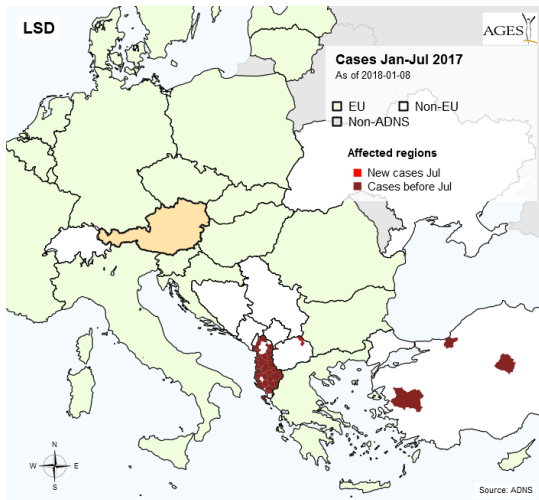 LSD
AGES
Cases Jan-Jul 2017
As of 2018-01-08
EU
Non-EU
Non-ADNS
Affected regions
New cases Jul
Cases before Jul
N
W
E
S
Source: ADNS